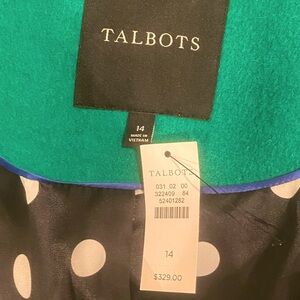 TALBOTS
14
MADE IN
VIETNAM
TALBOTS
031 02 00
322409 84
52401282
14
$329.00